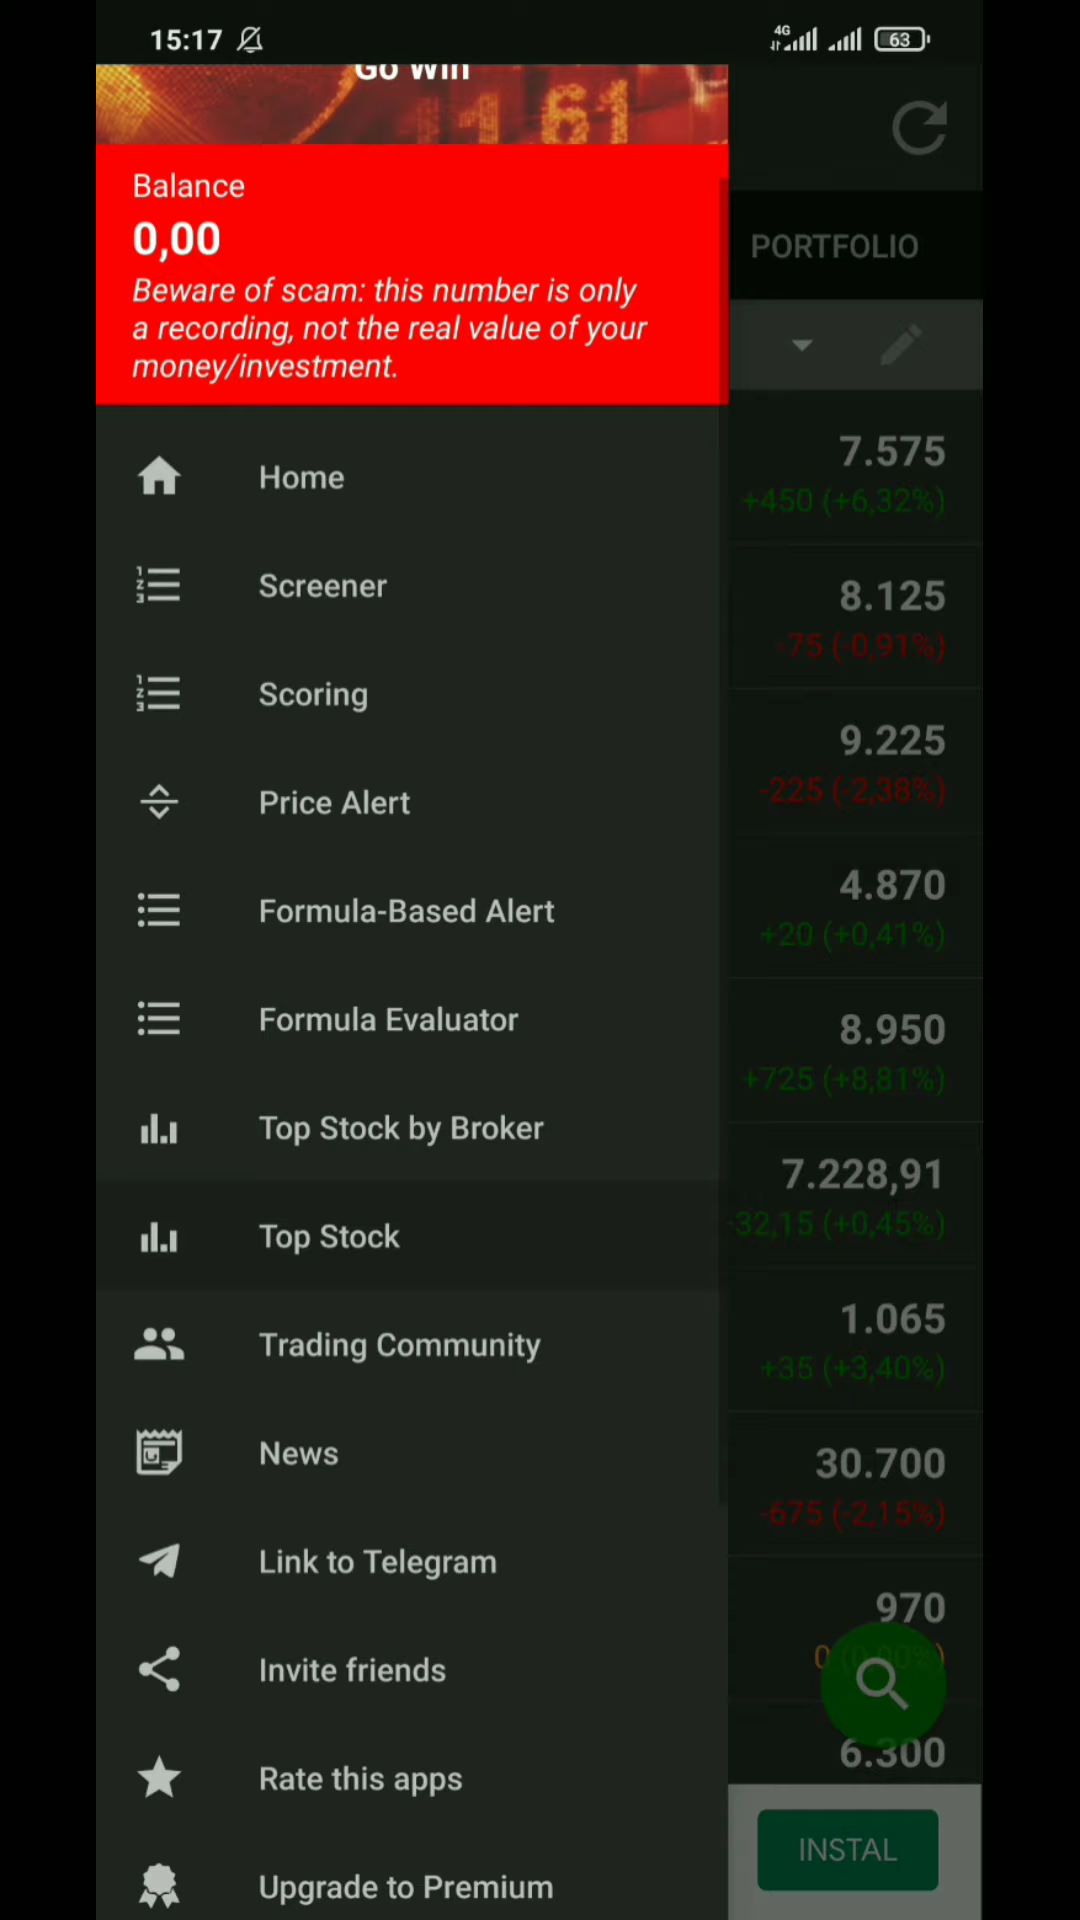 15:17
4G
63
Go Win
11.61
Balance
0,00
Beware of scam: this number is only
a recording, not the real value of your
money/investment.
PORTFOLIO
Home
7.575
+450 (+6,32%)
Screener
8.125
-75 (-0,91%)
Scoring
9.225
-225 (-2,38%)
Price Alert
4.870
+20 (+0,41%)
Formula-Based Alert
Formula Evaluator
8.950
+725 (+8,81%)
Top Stock by Broker
7.228,91
32,15 (+0,45%)
Top Stock
Trading Community
1.065
+35 (+3,40%)
News
30.700
-675 (-2,15%)
Link to Telegram
970
0 (0,00%)
Invite friends
6.300
Rate this apps
INSTAL
Upgrade to Premium